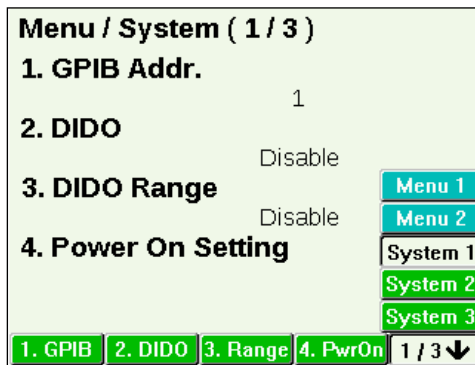 Menu / System ( 1 / 3 )
1. GPIB Addr.
1
2. DIDO
Disable
3. DIDO Range
Disable
4. Power On Setting
Menu 1
Menu 2
System 1
System 2
System 3
1. GPIB 2. DIDO 3. Range 4. PwrOn 1 / 3